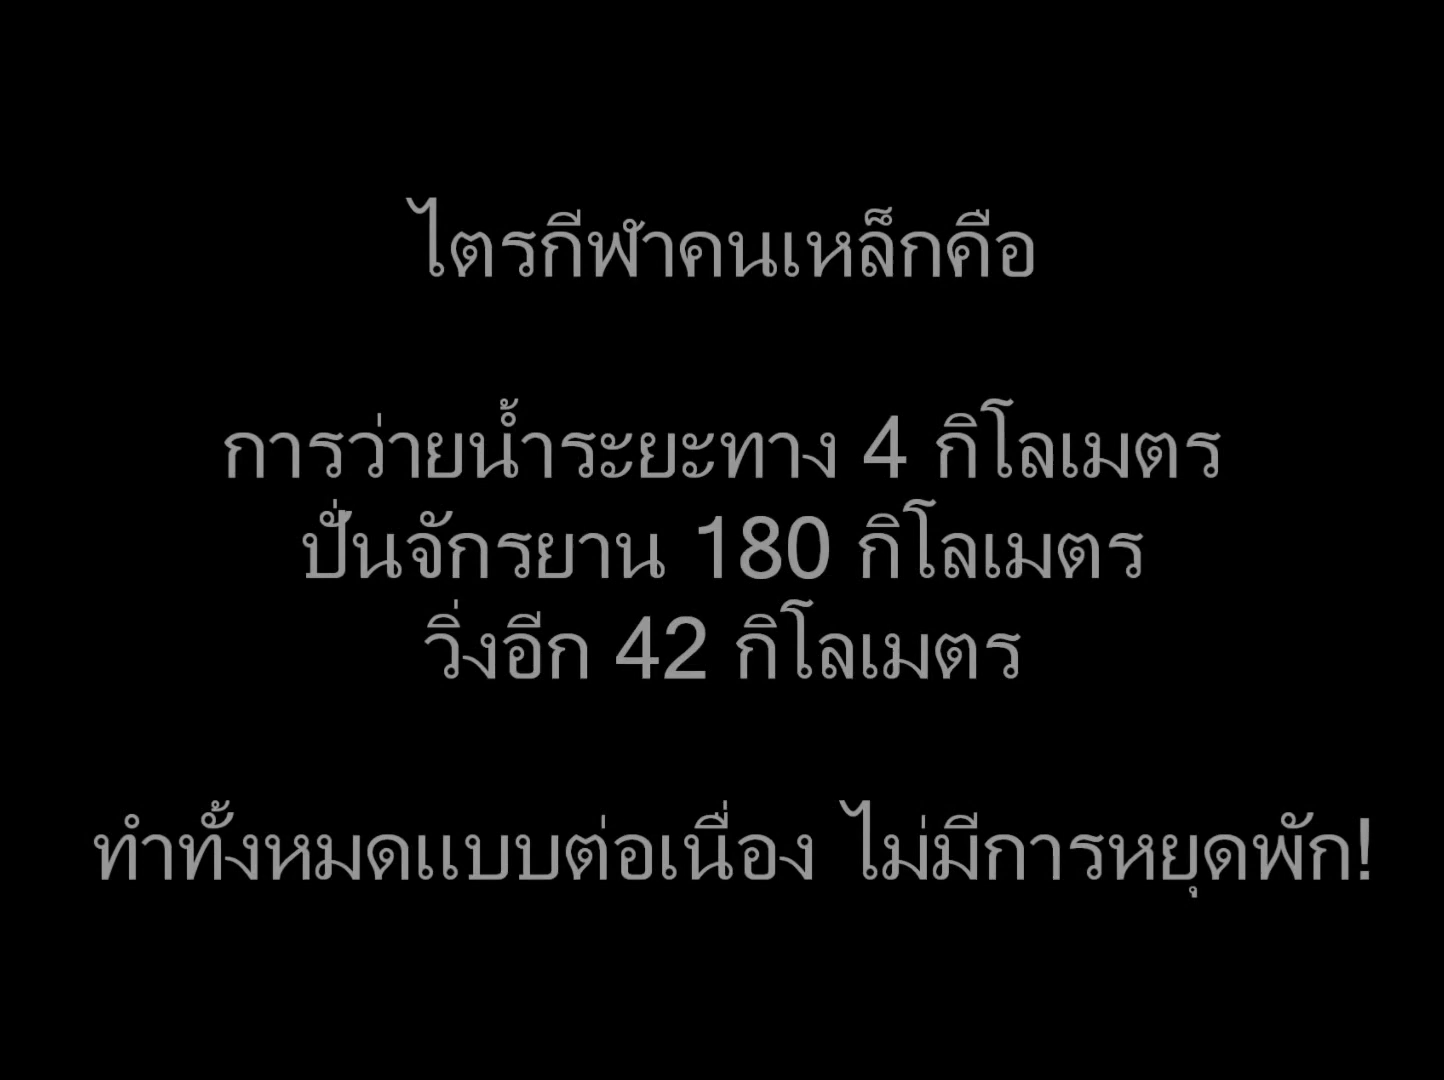 ไตรกีฬาคนเหล็กคือ
การว่ายน้ำระยะทาง 4 กิโลเมตร
ปั่นจักรยาน 180 กิโลเมตร
วิ่งอีก 42 กิโลเมตร
ทำทั้งหมดแบบต่อเนื่อง ไม่มีการหยุดพัก!